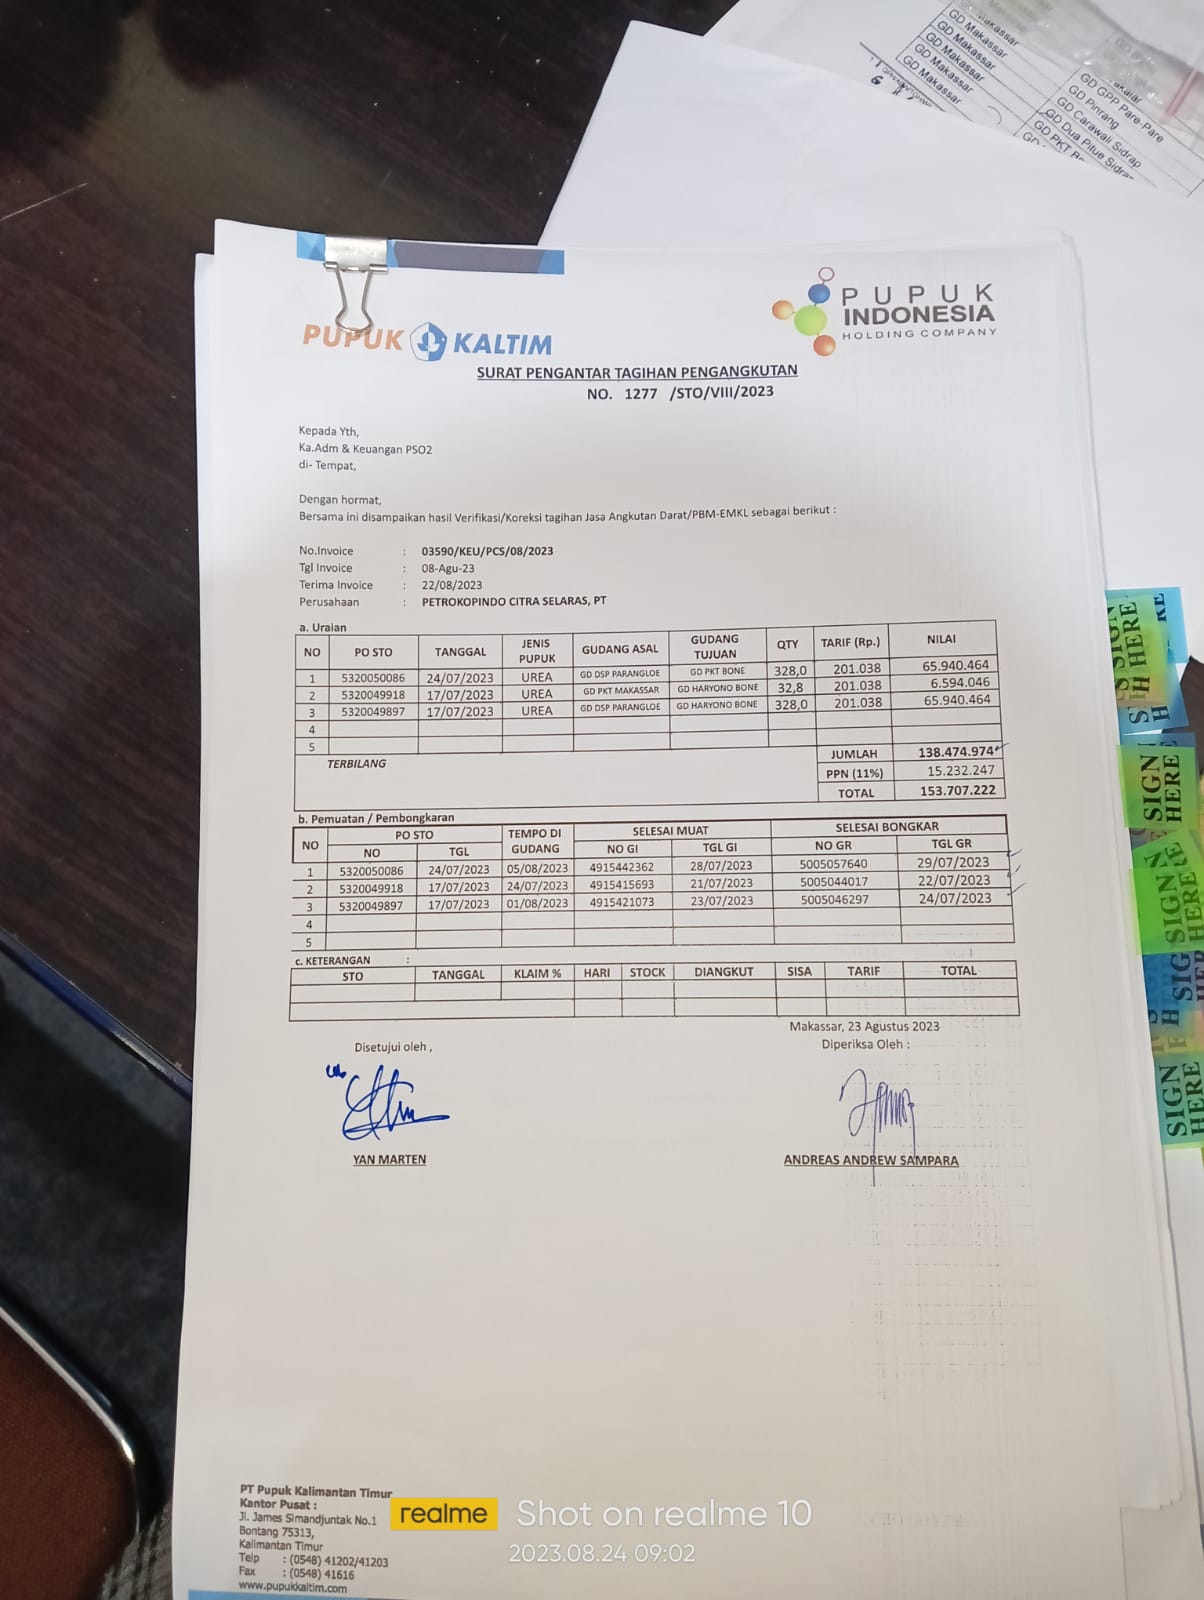 GD Makassar
GD Makassar
GD Makassar
GD Makassar
GD Makassar
GD GPP Pare-Pare
GD Pinrang
GD Carawali Sidrap
GD Dua Pitue Sidrap
GD PKT
PUPUK KALTIM
PUPUK
INDONESIA
HOLDING COMPANY
SURAT PENGANTAR TAGIHAN PENGANGKUTAN
NO. 1277 /STO/VIII/2023
Kepada Yth,
Ka.Adm & Keuangan PSO2
di- Tempat,
Dengan hormat,
Bersama ini disampaikan hasil Verifikasi/Koreksi tagihan Jasa Angkutan Darat/PBM-EMKL sebagai berikut :
No.Invoice : 03590/KEU/PCS/08/2023
Tgl Invoice : 08-Agu-23
Terima Invoice : 22/08/2023
Perusahaan : PETROKOPINDO CITRA SELARAS, PT
a. Uraian
NO PO STO TANGGAL JENIS PUPUK GUDANG ASAL GUDANG TUJUAN QTY TARIF (Rp.) NILAI
1 5320050086 24/07/2023 UREA GD DSP PARANGLOE GD PKT BONE 328,0 201.038 65.940.464
2 5320049918 17/07/2023 UREA GD PKT MAKASSAR GD HARYONO BONE 32,8 201.038 6.594.046
3 5320049897 17/07/2023 UREA GD DSP PARANGLOE GD HARYONO BONE 328,0 201.038 65.940.464
4
5
TERBILANG
JUMLAH 138.474.974
PPN (11%) 15.232.247
TOTAL 153.707.222
b. Pemuatan / Pembongkaran
NO PO STO TEMPO DI GUDANG SELESAI MUAT SELESAI BONGKAR
NO TGL NO GI TGL GI NO GR TGL GR
1 5320050086 24/07/2023 05/08/2023 4915442362 28/07/2023 5005057640 29/07/2023
2 5320049918 17/07/2023 24/07/2023 4915415693 21/07/2023 5005044017 22/07/2023
3 5320049897 17/07/2023 01/08/2023 4915421073 23/07/2023 5005046297 24/07/2023
4
5
c. KETERANGAN :
STO TANGGAL KLAIM % HARI STOCK DIANGKUT SISA TARIF TOTAL
Makassar, 23 Agustus 2023
Disetujui oleh ,
Diperiksa Oleh :
YAN MARTEN
ANDREAS ANDREW SAMPARA
SIGN HERE
SIGN HERE
SIGN HERE
SIGN HERE
PT Pupuk Kalimantan Timur
Kantor Pusat :
Jl. James Simandjuntak No.1
Bontang 75313,
Kalimantan Timur
Telp : (0548) 41202/41203
Fax : (0548) 41616
www.pupukkaltim.com
realme Shot on realme 10
2023.08.24 09:02